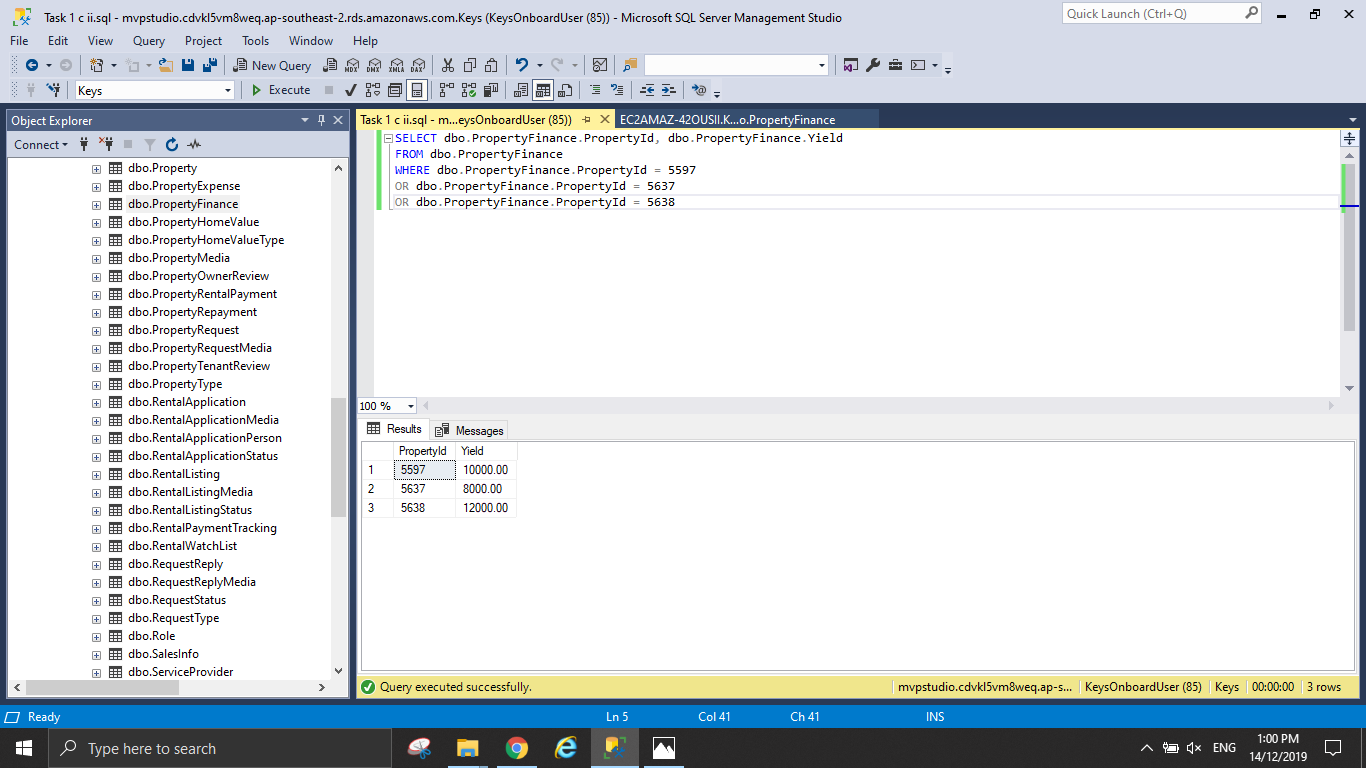 Task 1 c ii.sql - mvpstudio.cdvkl5vm8weq.ap-southeast-2.rds.amazonaws.com.Keys (KeysOnboardUser (85)) - Microsoft SQL Server Management Studio
Quick Launch (Ctrl+Q)
File Edit View Query Project Tools Window Help
New Query MDX DMX XMLA DAX
Keys Execute
Object Explorer
Connect
dbo.Property
dbo.PropertyExpense
dbo.PropertyFinance
dbo.PropertyHomeValue
dbo.PropertyHomeValueType
dbo.PropertyMedia
dbo.PropertyOwnerReview
dbo.PropertyRentalPayment
dbo.PropertyRepayment
dbo.PropertyRequest
dbo.PropertyRequestMedia
dbo.PropertyTenantReview
dbo.PropertyType
dbo.RentalApplication
dbo.RentalApplicationMedia
dbo.RentalApplicationPerson
dbo.RentalApplicationStatus
dbo.RentalListing
dbo.RentalListingMedia
dbo.RentalListingStatus
dbo.RentalPaymentTracking
dbo.RentalWatchList
dbo.RequestReply
dbo.RequestReplyMedia
dbo.RequestStatus
dbo.RequestType
dbo.Role
dbo.SalesInfo
dbo.ServiceProvider
Task 1 c ii.sql - m...eysOnboardUser (85)) EC2AMAZ-42OUSII.K...o.PropertyFinance
SELECT dbo.PropertyFinance.PropertyId, dbo.PropertyFinance.Yield
FROM dbo.PropertyFinance
WHERE dbo.PropertyFinance.PropertyId = 5597
OR dbo.PropertyFinance.PropertyId = 5637
OR dbo.PropertyFinance.PropertyId = 5638
100 %
Results Messages
PropertyId Yield
1 5597 10000.00
2 5637 8000.00
3 5638 12000.00
Query executed successfully. mvpstudio.cdvkl5vm8weq.ap-s... KeysOnboardUser (85) Keys 00:00:00 3 rows
Ready Ln 5 Col 41 Ch 41 INS
Type here to search ENG 1:00 PM
14/12/2019